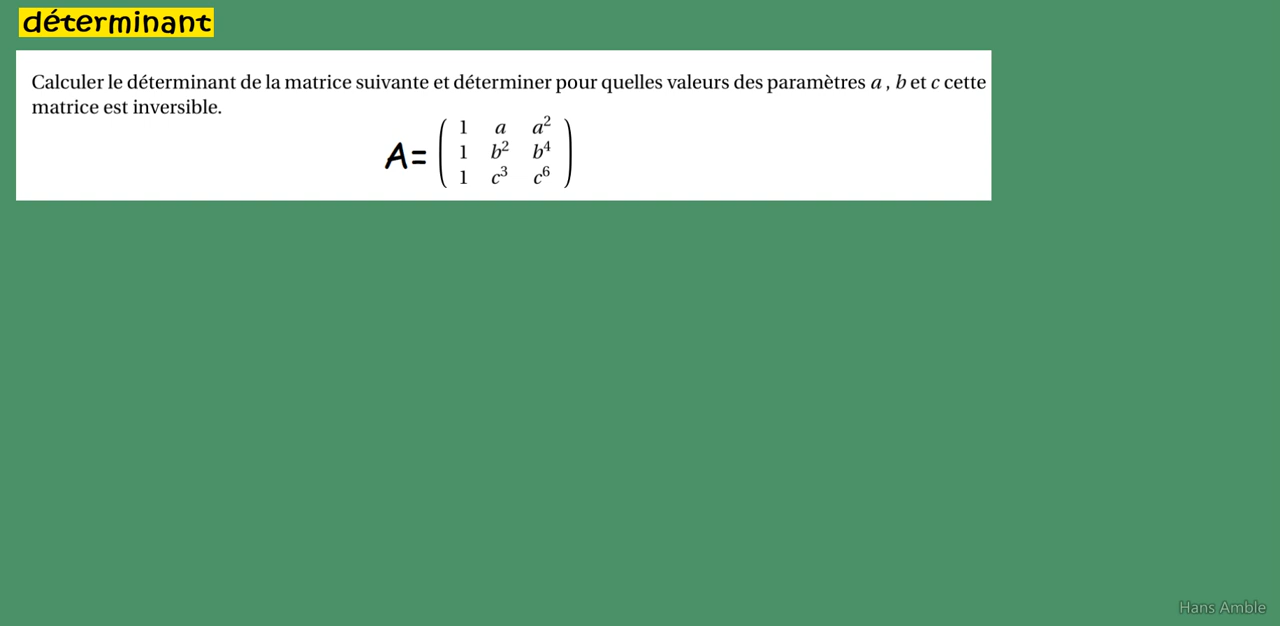 déterminant
Calculer le déterminant de la matrice suivante et déterminer pour quelles valeurs des paramètres a , b et c cette
matrice est inversible.
A= ( 1 a a²
1 b² b⁴
1 c³ c⁶ )
Hans Amble